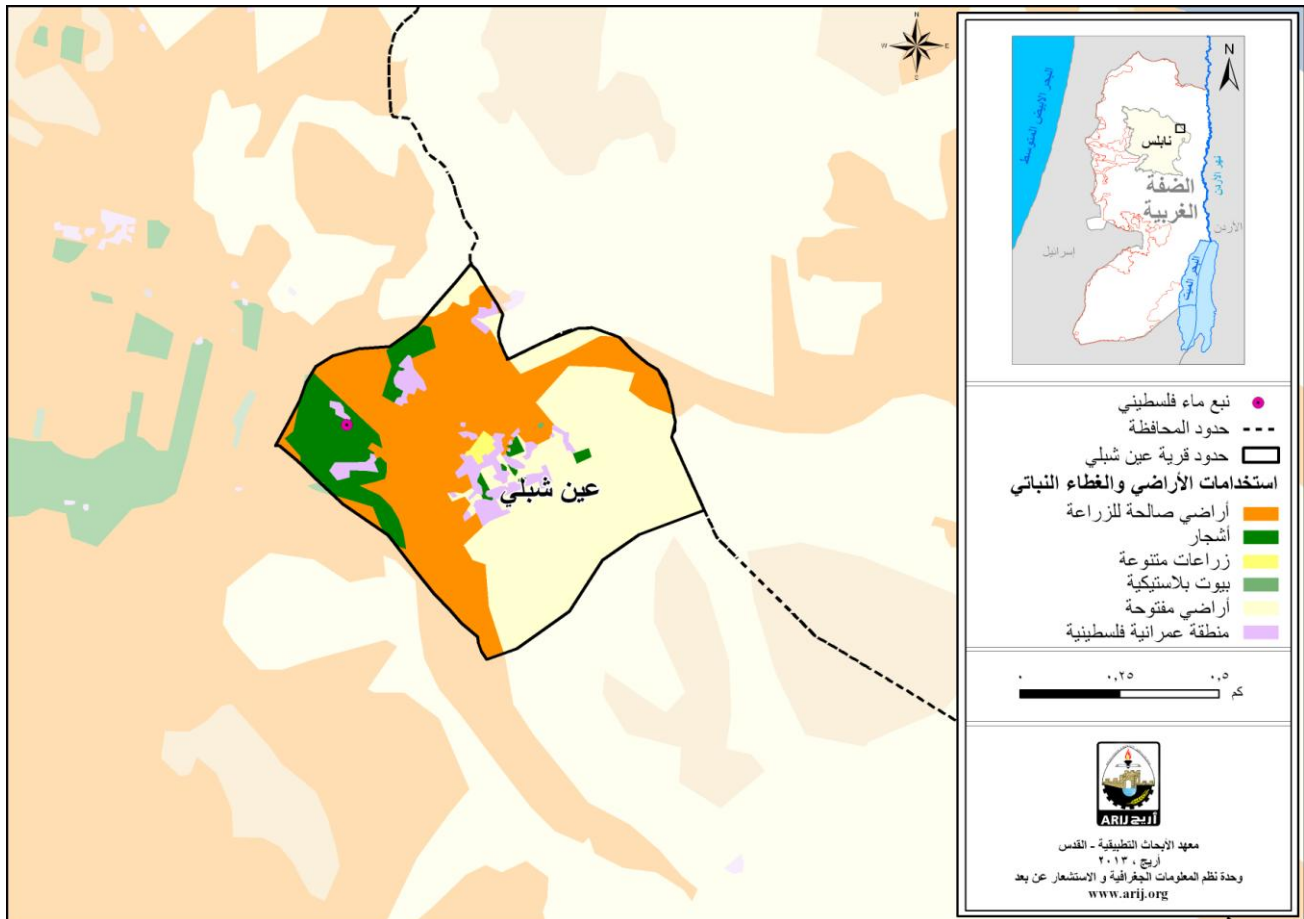 N
W
E
S
عين شبلي
N
البحر الابيض المتوسط
نابلس
نهر الأردن
الضفة
الغربية
الأردن
اسرائيل
البحر الميت
نبع ماء فلسطيني
حدود المحافظة
حدود قرية عين شبلي
استخدامات الأراضي والغطاء النباتي
أراضي صالحة للزراعة
أشجار
زراعات متنوعة
بيوت بلاستيكية
أراضي مفتوحة
منطقة عمرانية فلسطينية
٠ ٠,٢٥ ٠,٥
كم
ARIJ أريج
معهد الأبحاث التطبيقية - القدس
أريج ، ٢٠١٣
وحدة نظم المعلومات الجغرافية و الاستشعار عن بعد
www.arij.org